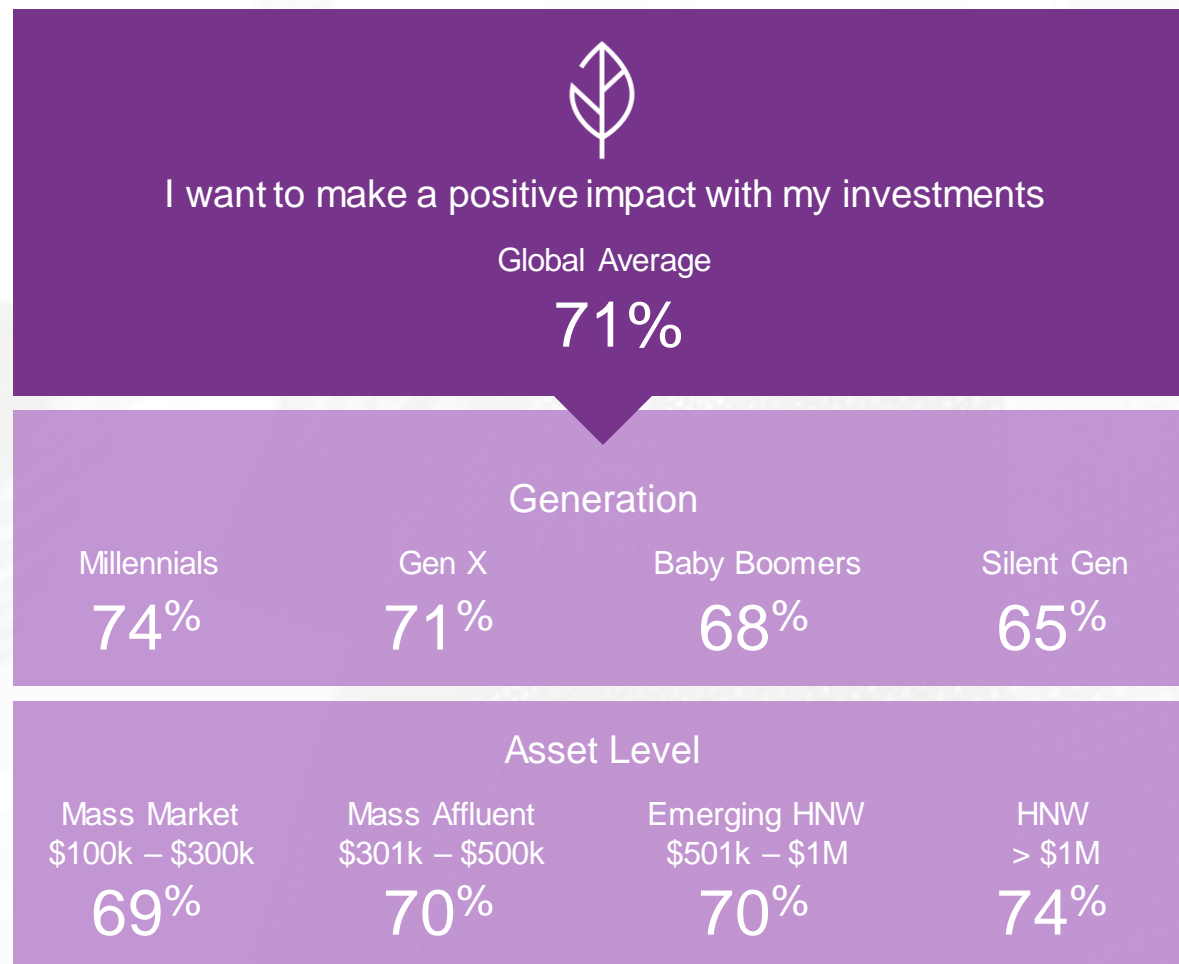 I want to make a positive impact with my investments
Global Average
71%
Generation
Millennials Gen X Baby Boomers Silent Gen
74% 71% 68% 65%
Asset Level
Mass Market Mass Affluent Emerging HNW HNW
$100k – $300k $301k – $500k $501k – $1M > $1M
69% 70% 70% 74%